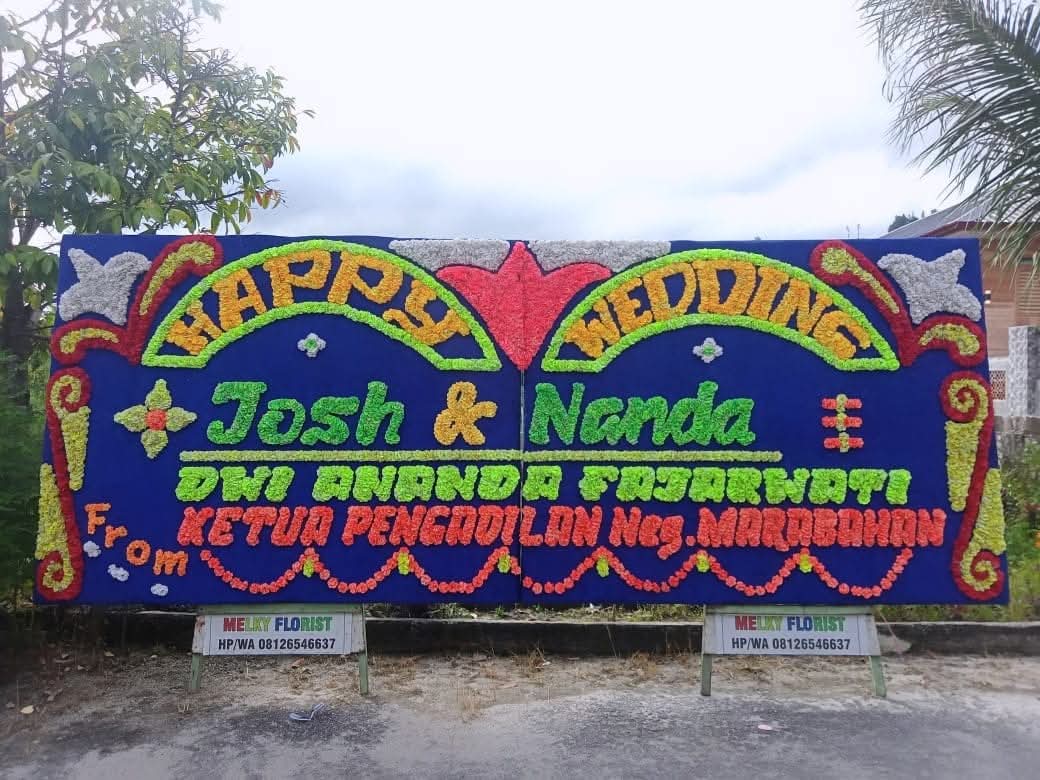 HAPPY WEDDING
Josh & Nanda
DWI ANANDA FAJARWATI
From KETUA PENGADILAN Neg. MARABAHAN
MELKY FLORIST
HP/WA 08126546637
MELKY FLORIST
HP/WA 08126546637